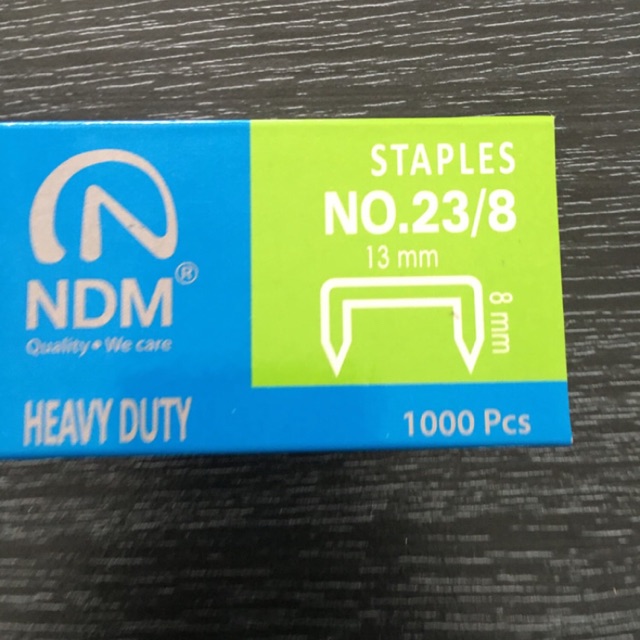 NDM®
Quality • We care
HEAVY DUTY
STAPLES
NO.23/8
13 mm
8 mm
1000 Pcs